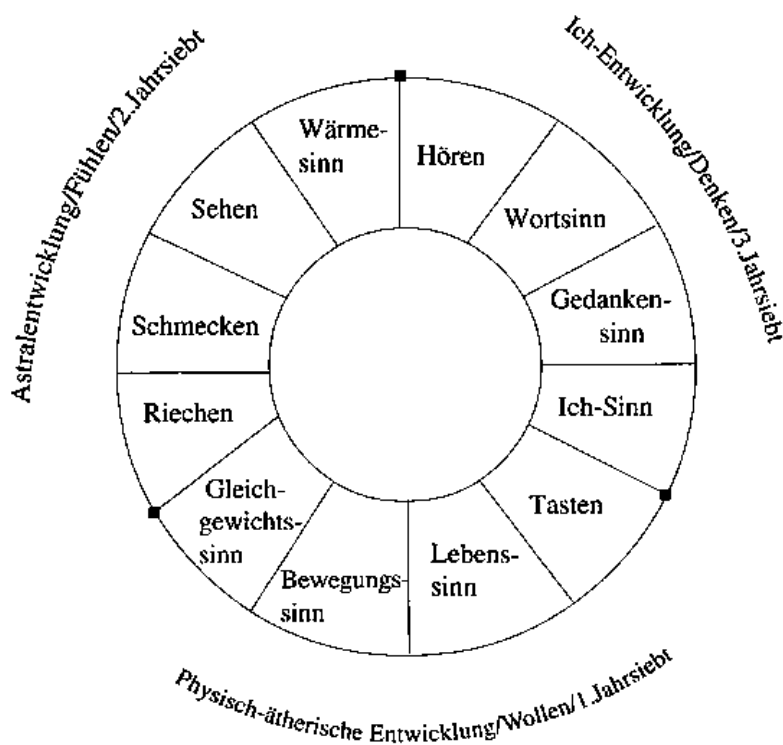 Astralentwicklung/Fühlen/2.Jahrsiebt
Ich-Entwicklung/Denken/3.Jahrsiebt
Wärme-
sinn
Hören
Sehen
Wortsinn
Schmecken
Gedanken-
sinn
Riechen
Ich-Sinn
Gleich-
gewichts-
sinn
Tasten
Bewegungs-
sinn
Lebens-
sinn
Physisch-ätherische Entwicklung/Wollen/1.Jahrsiebt